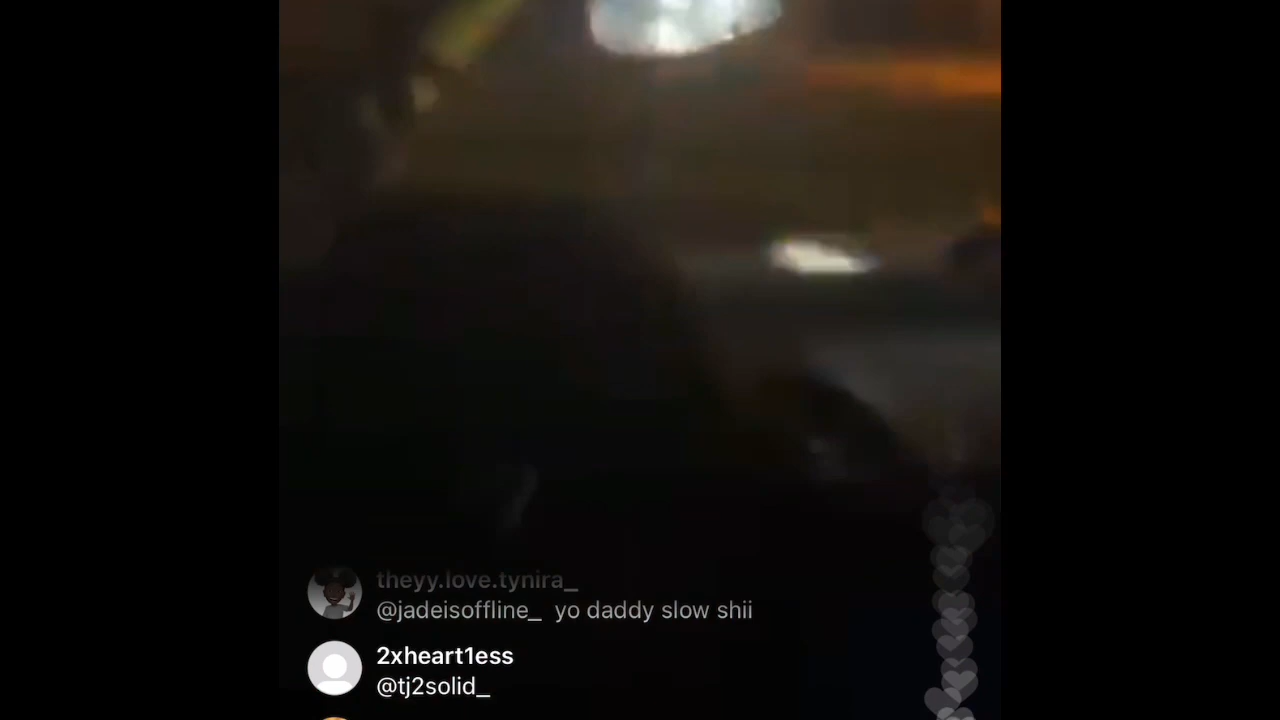 theyy.love.tynira_
@jadeisoffline_ yo daddy slow shii
2xheart1ess
@tj2solid_